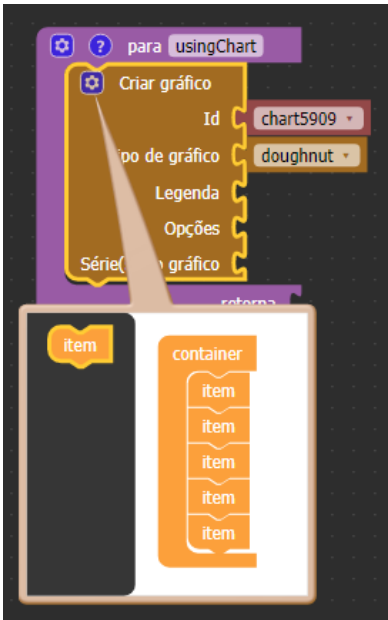 ? para usingChart
Criar gráfico
Id chart5909
ipo de gráfico doughnut
Legenda
Opções
Série( gráfico
retorna
item
container
item
item
item
item
item